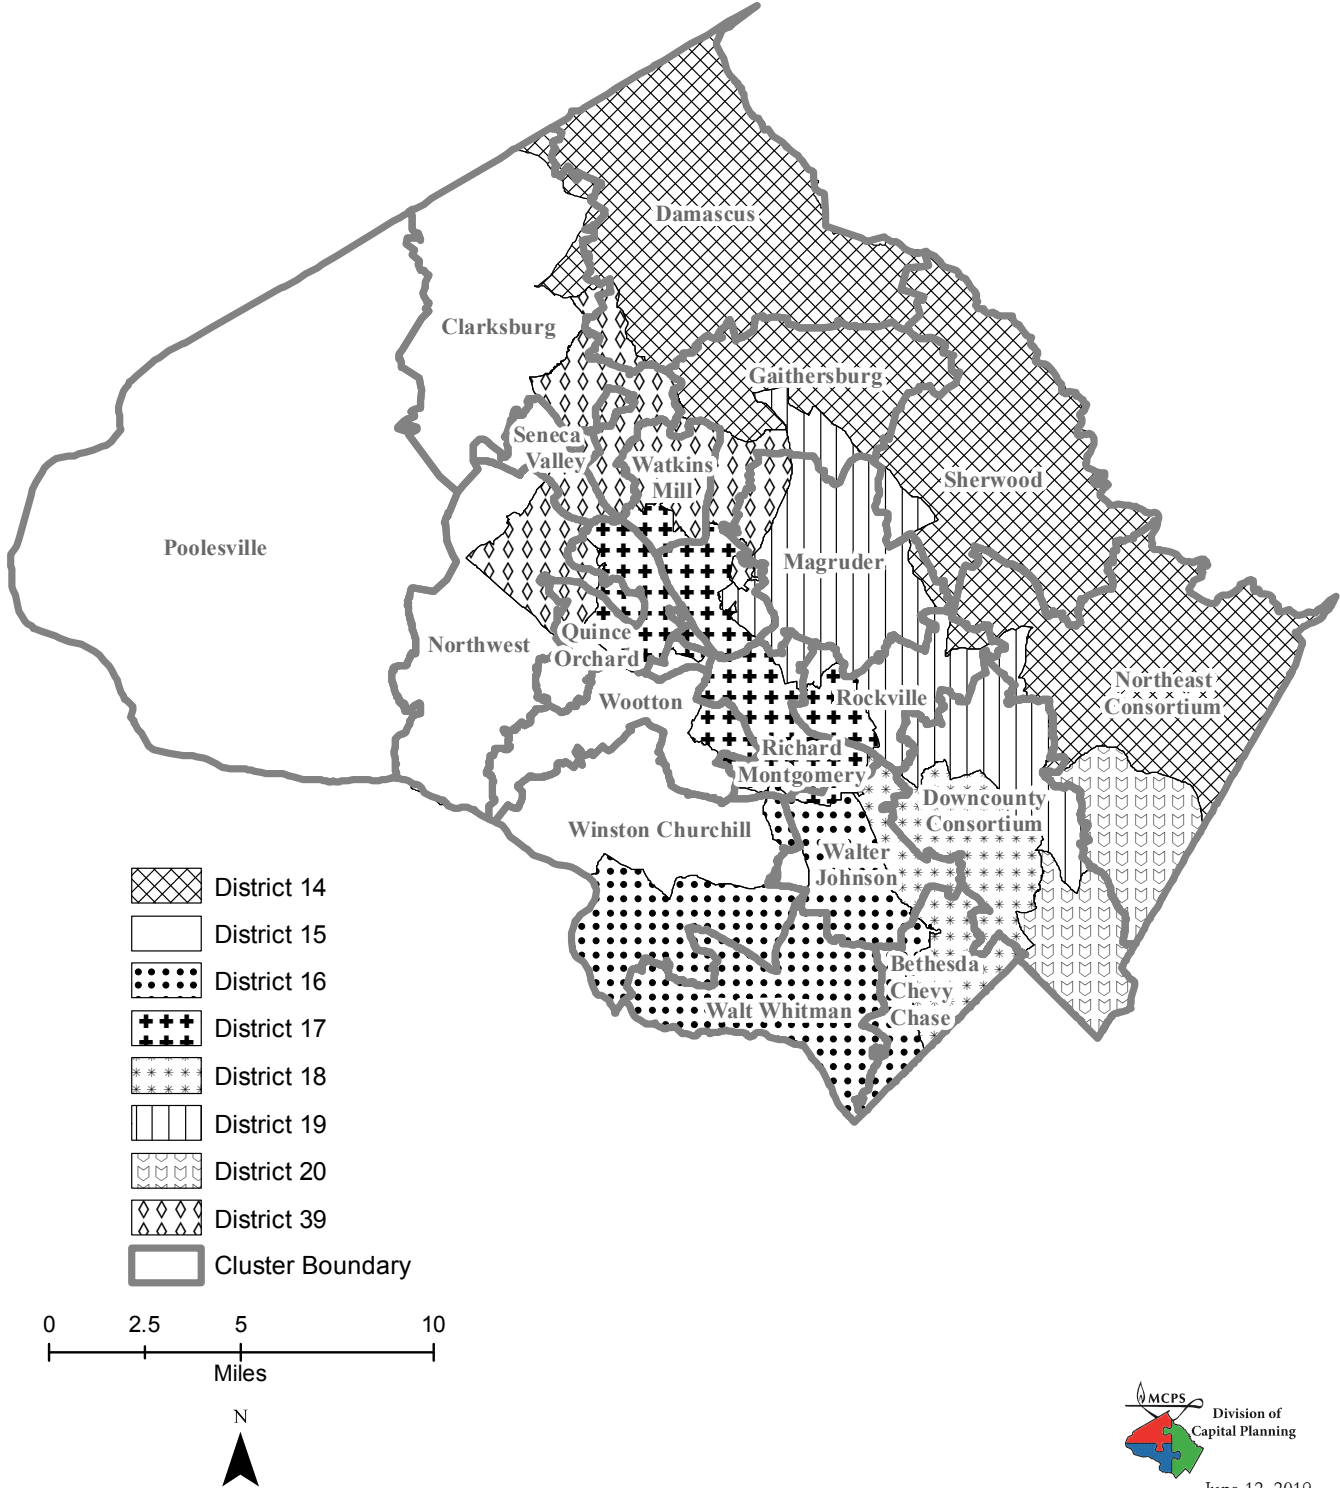 Damascus
Clarksburg
Gaithersburg
Seneca
Valley
Watkins
Mill
Sherwood
Poolesville
Magruder
Northwest
Quince
Orchard
Wootton
Rockville
Northeast
Consortium
Richard
Montgomery
Downcounty
Consortium
Winston Churchill
Walter
Johnson
Bethesda
Chevy
Chase
Walt Whitman
District 14
District 15
District 16
District 17
District 18
District 19
District 20
District 39
Cluster Boundary
0 2.5 5 10
Miles
N
MCPS
Division of
Capital Planning
June 12, 2019